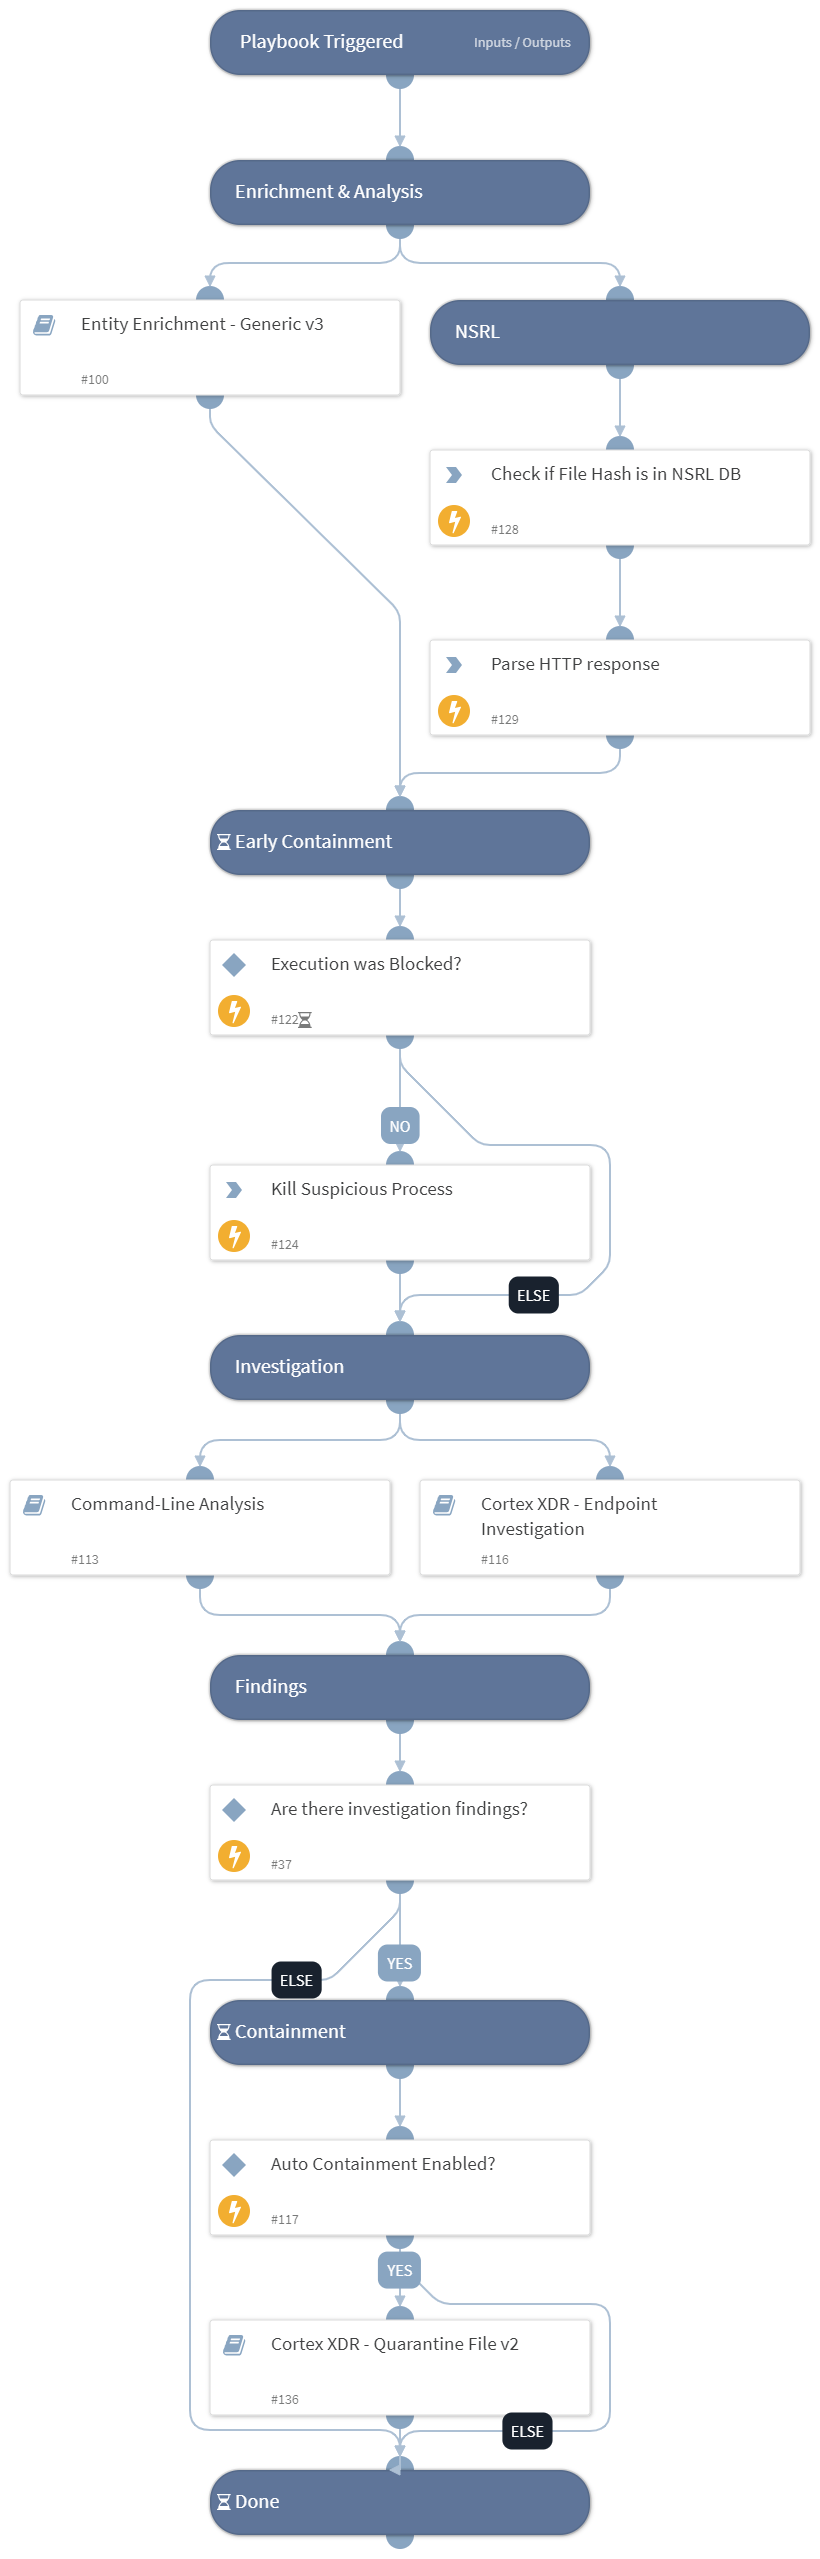 Playbook Triggered
Inputs / Outputs
Enrichment & Analysis
Entity Enrichment - Generic v3
#100
NSRL
Check if File Hash is in NSRL DB
#128
Parse HTTP response
#129
Early Containment
Execution was Blocked?
#122
NO
Kill Suspicious Process
#124
ELSE
Investigation
Command-Line Analysis
#113
Cortex XDR - Endpoint
Investigation
#116
Findings
Are there investigation findings?
#37
YES
ELSE
Containment
Auto Containment Enabled?
#117
YES
Cortex XDR - Quarantine File v2
#136
ELSE
Done